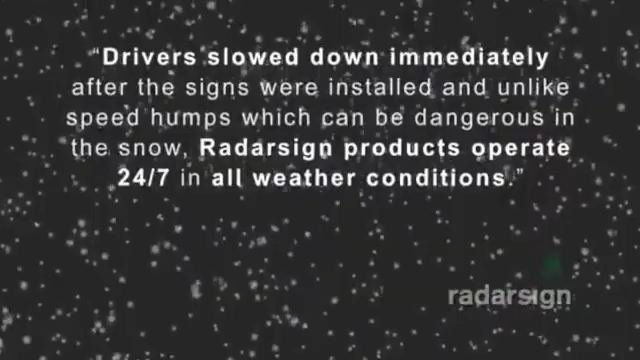 “Drivers slowed down immediately
after the signs were installed and unlike
speed humps which can be dangerous in
the snow, Radarsign products operate
24/7 in all weather conditions.”
radarsign